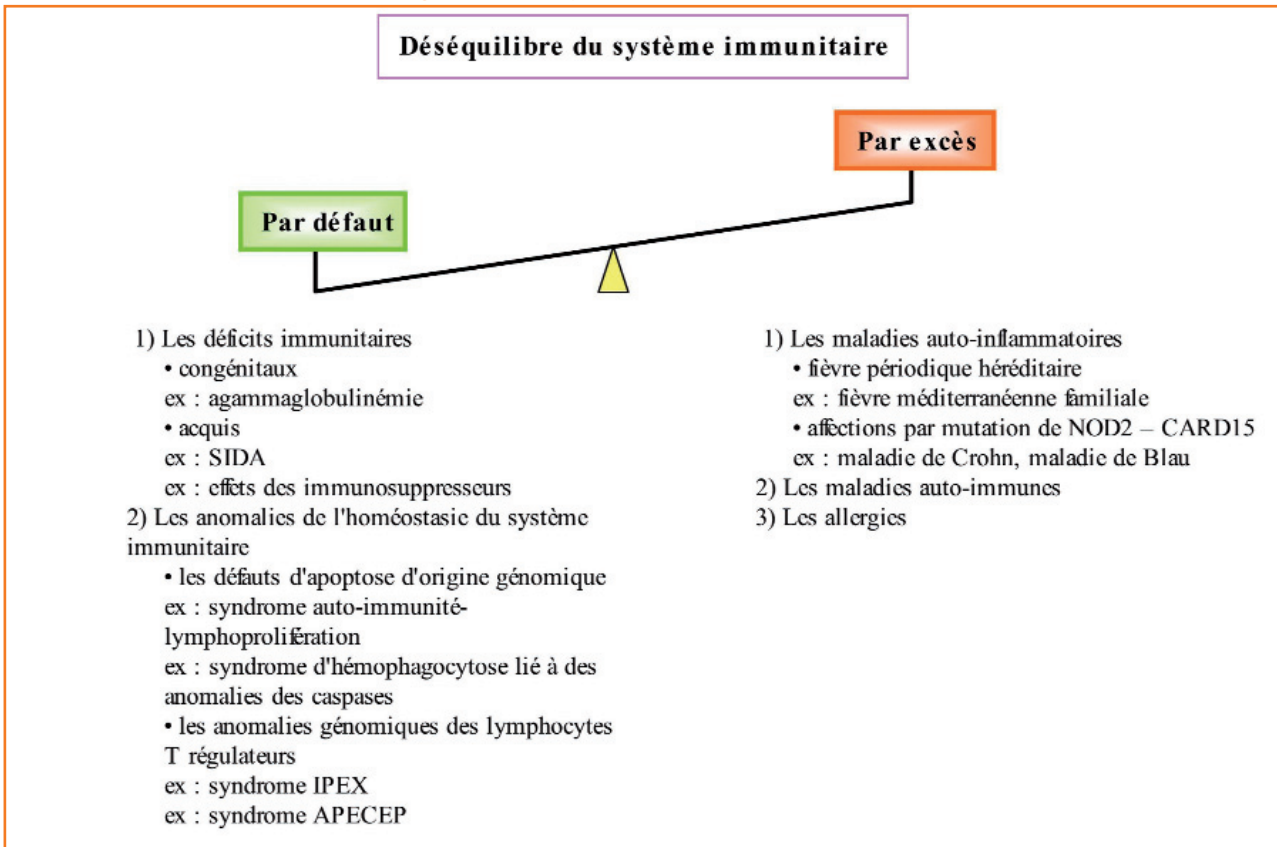 Déséquilibre du système immunitaire
Par excès
Par défaut
1) Les déficits immunitaires
• congénitaux
ex : agammaglobulinémie
• acquis
ex : SIDA
ex : effets des immunosuppresseurs
2) Les anomalies de l'homéostasie du système
immunitaire
• les défauts d'apoptose d'origine génomique
ex : syndrome auto-immunité-
lymphoprolifération
ex : syndrome d'hémophagocytose lié à des
anomalies des caspases
• les anomalies génomiques des lymphocytes
T régulateurs
ex : syndrome IPEX
ex : syndrome APECEP
1) Les maladies auto-inflammatoires
• fièvre périodique héréditaire
ex : fièvre méditerranéenne familiale
• affections par mutation de NOD2 – CARD15
ex : maladie de Crohn, maladie de Blau
2) Les maladies auto-immunes
3) Les allergies